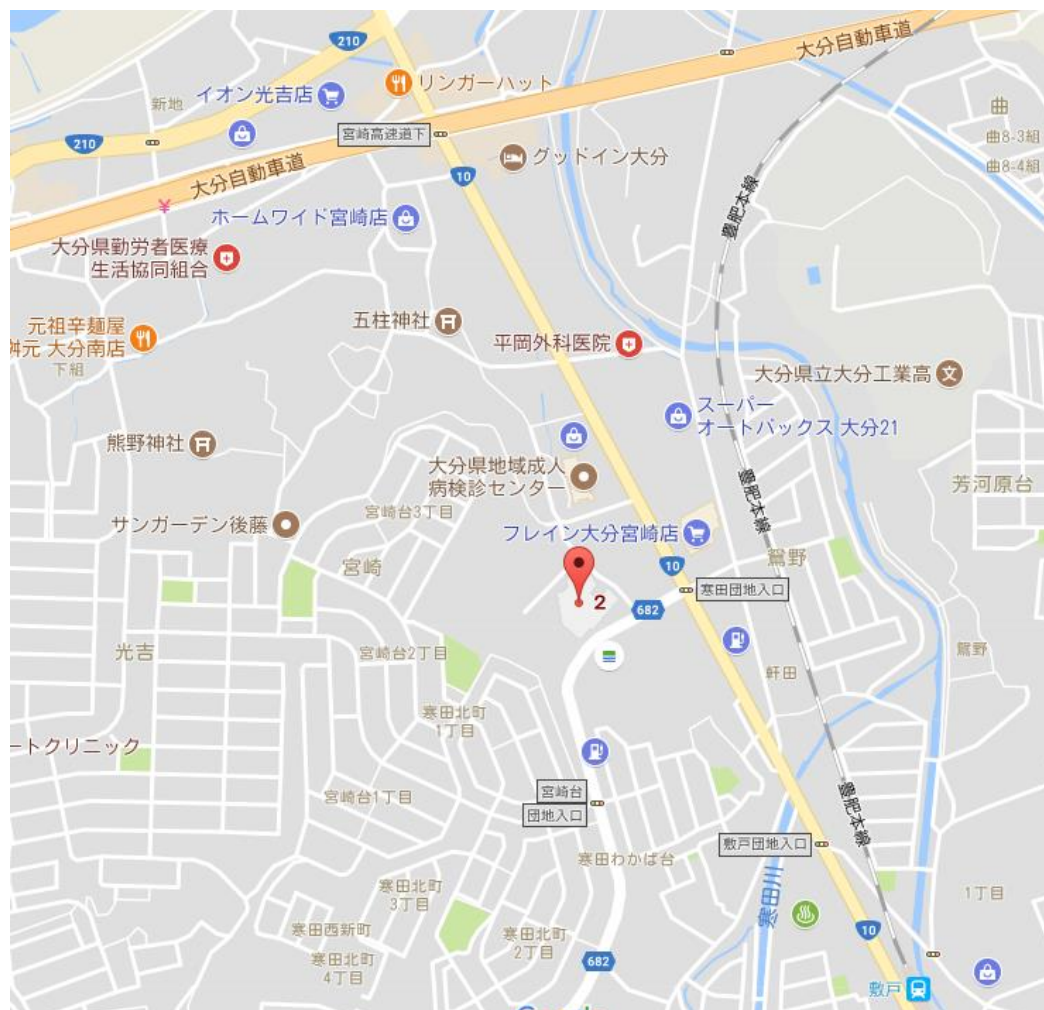 210
大分自動車道
リンガーハット
イオン光吉店
新地
曲
曲8-3組
曲8-4組
宮崎高速道下
210
グッドイン大分
大分自動車道
10
¥
豊肥本線
ホームワイド宮崎店
大分県勤労者医療
生活協同組合
五柱神社
元祖辛麺屋
桝元 大分南店
下組
平岡外科医院
大分県立大分工業高
文
スーパー
オートバックス 大分21
熊野神社
大分県地域成人
病検診センター
豊肥本線
芳河原台
宮崎台3丁目
サンガーデン後藤
フレイン大分宮崎店
宮崎
10
鴛野
寒田団地入口
2
682
光吉
宮崎台2丁目
鴛野
軒田
寒田北町
1丁目
ートクリニック
宮崎台
団地入口
宮崎台1丁目
豊肥本線
敷戸団地入口
寒田わかば台
寒田北町
3丁目
1丁目
寒田川
寒田西新町
寒田北町
2丁目
10
寒田北町
4丁目
682
敷戸